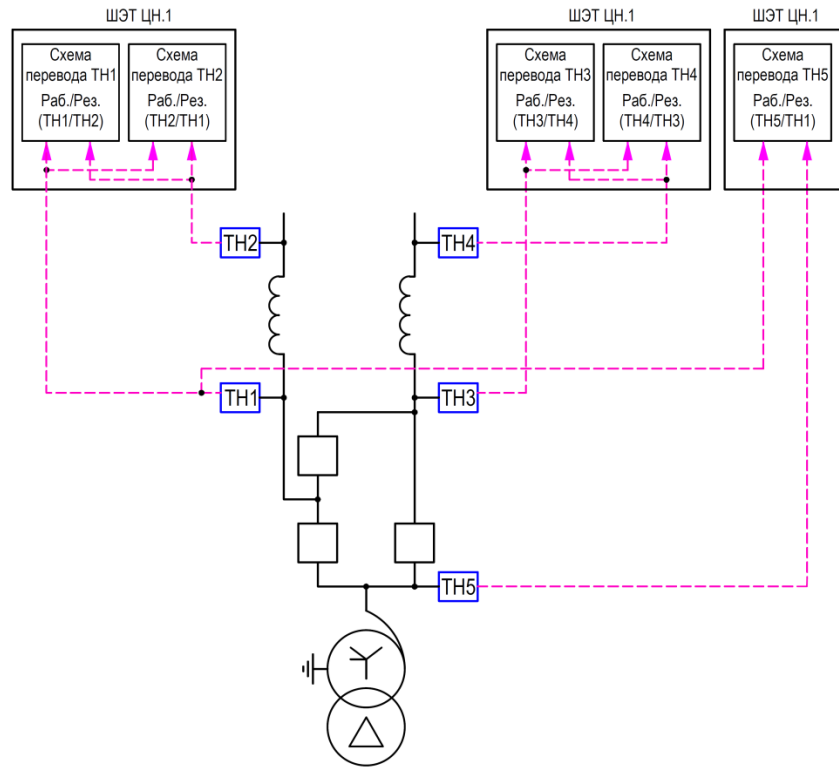 ШЭТ ЦН.1
Схема
перевода ТН1
Раб./Рез.
(ТН1/ТН2)
Схема
перевода ТН2
Раб./Рез.
(ТН2/ТН1)
ШЭТ ЦН.1
Схема
перевода ТН3
Раб./Рез.
(ТН3/ТН4)
Схема
перевода ТН4
Раб./Рез.
(ТН4/ТН3)
ШЭТ ЦН.1
Схема
перевода ТН5
Раб./Рез.
(ТН5/ТН1)
ТН2
ТН4
ТН1
ТН3
ТН5